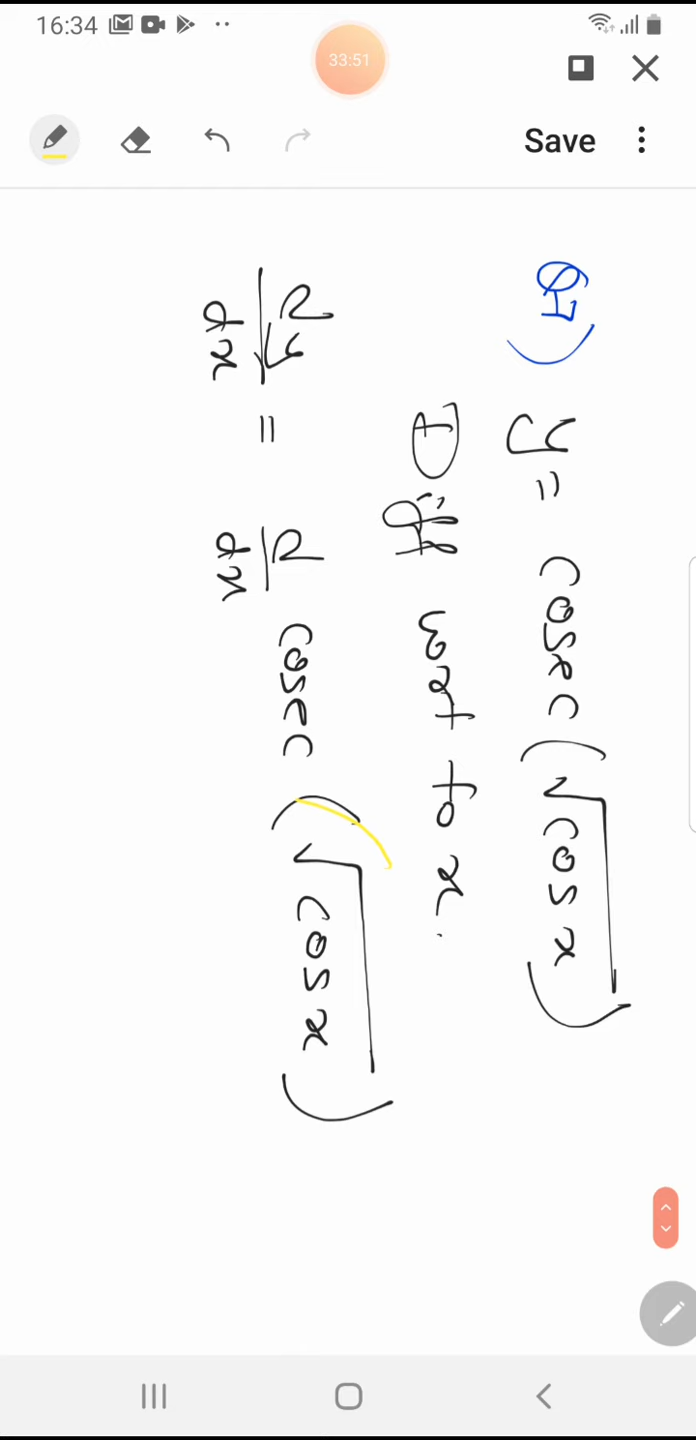 16:34
33:51
Save
Q1)
y = cosec (√cos x)
Diff wrt to x.
dy/dx = d/dx cosec (√cos x)